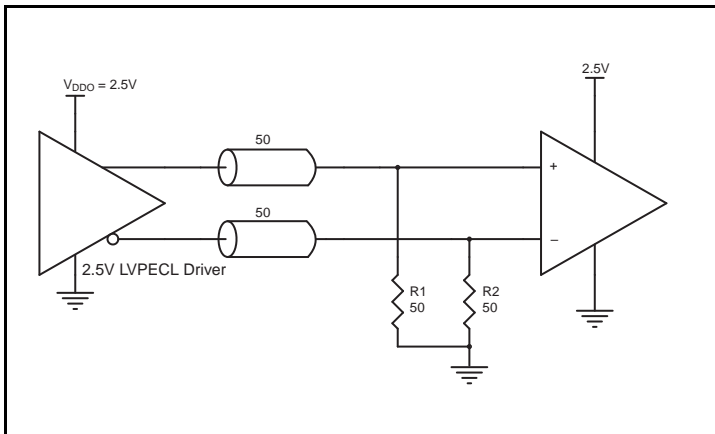 V_DDO = 2.5V
2.5V
50
+
50
−
2.5V LVPECL Driver
R1
50
R2
50